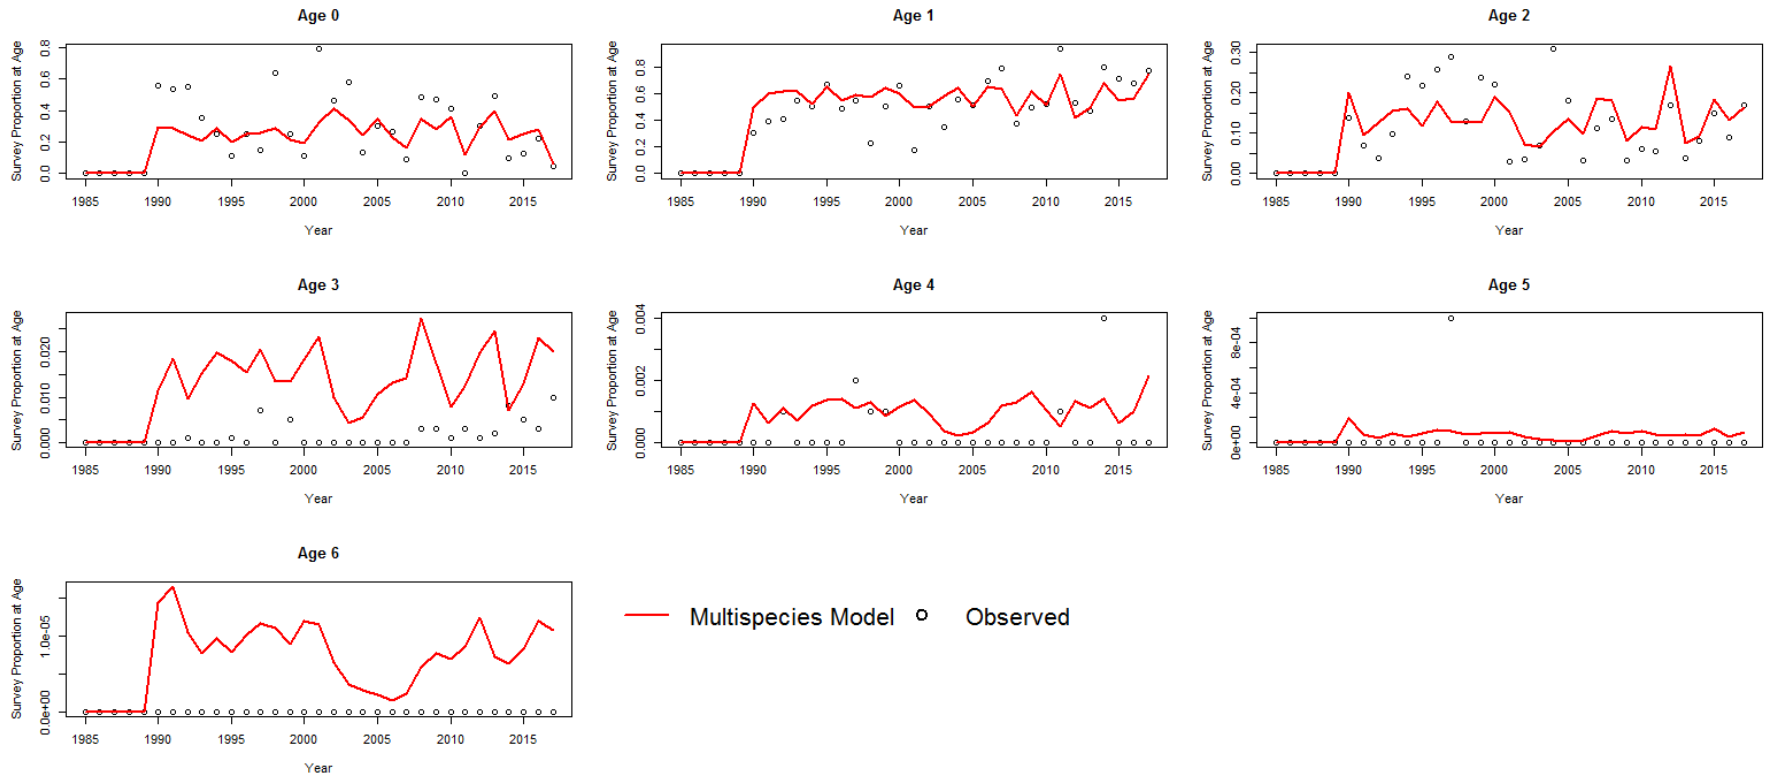 Age 0
Survey Proportion at Age
0.0 0.2 0.4 0.6 0.8
1985 1990 1995 2000 2005 2010 2015
Year
Age 1
Survey Proportion at Age
0.0 0.2 0.4 0.6 0.8
1985 1990 1995 2000 2005 2010 2015
Year
Age 2
Survey Proportion at Age
0.00 0.10 0.20 0.30
1985 1990 1995 2000 2005 2010 2015
Year
Age 3
Survey Proportion at Age
0.000 0.010 0.020
1985 1990 1995 2000 2005 2010 2015
Year
Age 4
Survey Proportion at Age
0.000 0.002 0.004
1985 1990 1995 2000 2005 2010 2015
Year
Age 5
Survey Proportion at Age
0e+00 4e-04 8e-04
1985 1990 1995 2000 2005 2010 2015
Year
Age 6
Survey Proportion at Age
0.0e+00 1.0e-05
1985 1990 1995 2000 2005 2010 2015
Year
Multispecies Model Observed